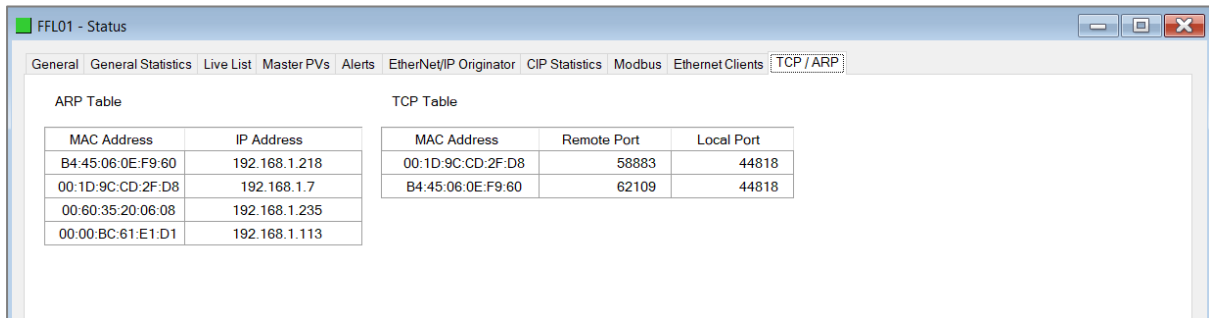 FFL01 - Status
General General Statistics Live List Master PVs Alerts EtherNet/IP Originator CIP Statistics Modbus Ethernet Clients TCP / ARP
ARP Table
MAC Address IP Address
B4:45:06:0E:F9:60 192.168.1.218
00:1D:9C:CD:2F:D8 192.168.1.7
00:60:35:20:06:08 192.168.1.235
00:00:BC:61:E1:D1 192.168.1.113
TCP Table
MAC Address Remote Port Local Port
00:1D:9C:CD:2F:D8 58883 44818
B4:45:06:0E:F9:60 62109 44818